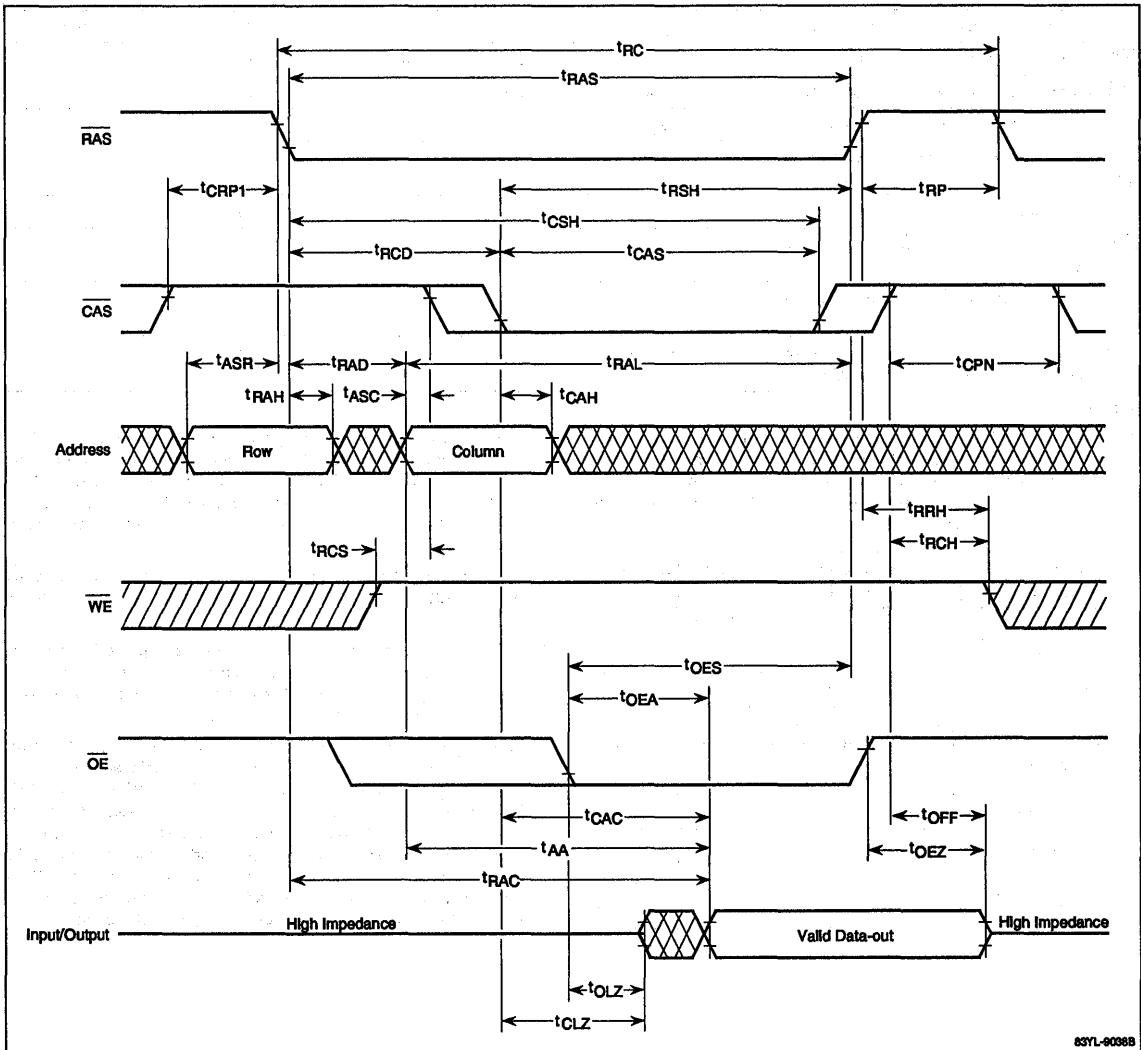 tRC
tRAS
RAS
tCRP1
tRSH
tRP
tCSH
tRCD
tCAS
CAS
tASR
tRAD
tRAL
tCPN
tRAH
tASC
tCAH
Address
Row
Column
tRRH
tRCS
tRCH
WE
tOES
tOEA
OE
tCAC
tOFF
tAA
tOEZ
tRAC
Input/Output
High Impedance
Valid Data-out
High Impedance
tOLZ
tCLZ
83YL-9038B